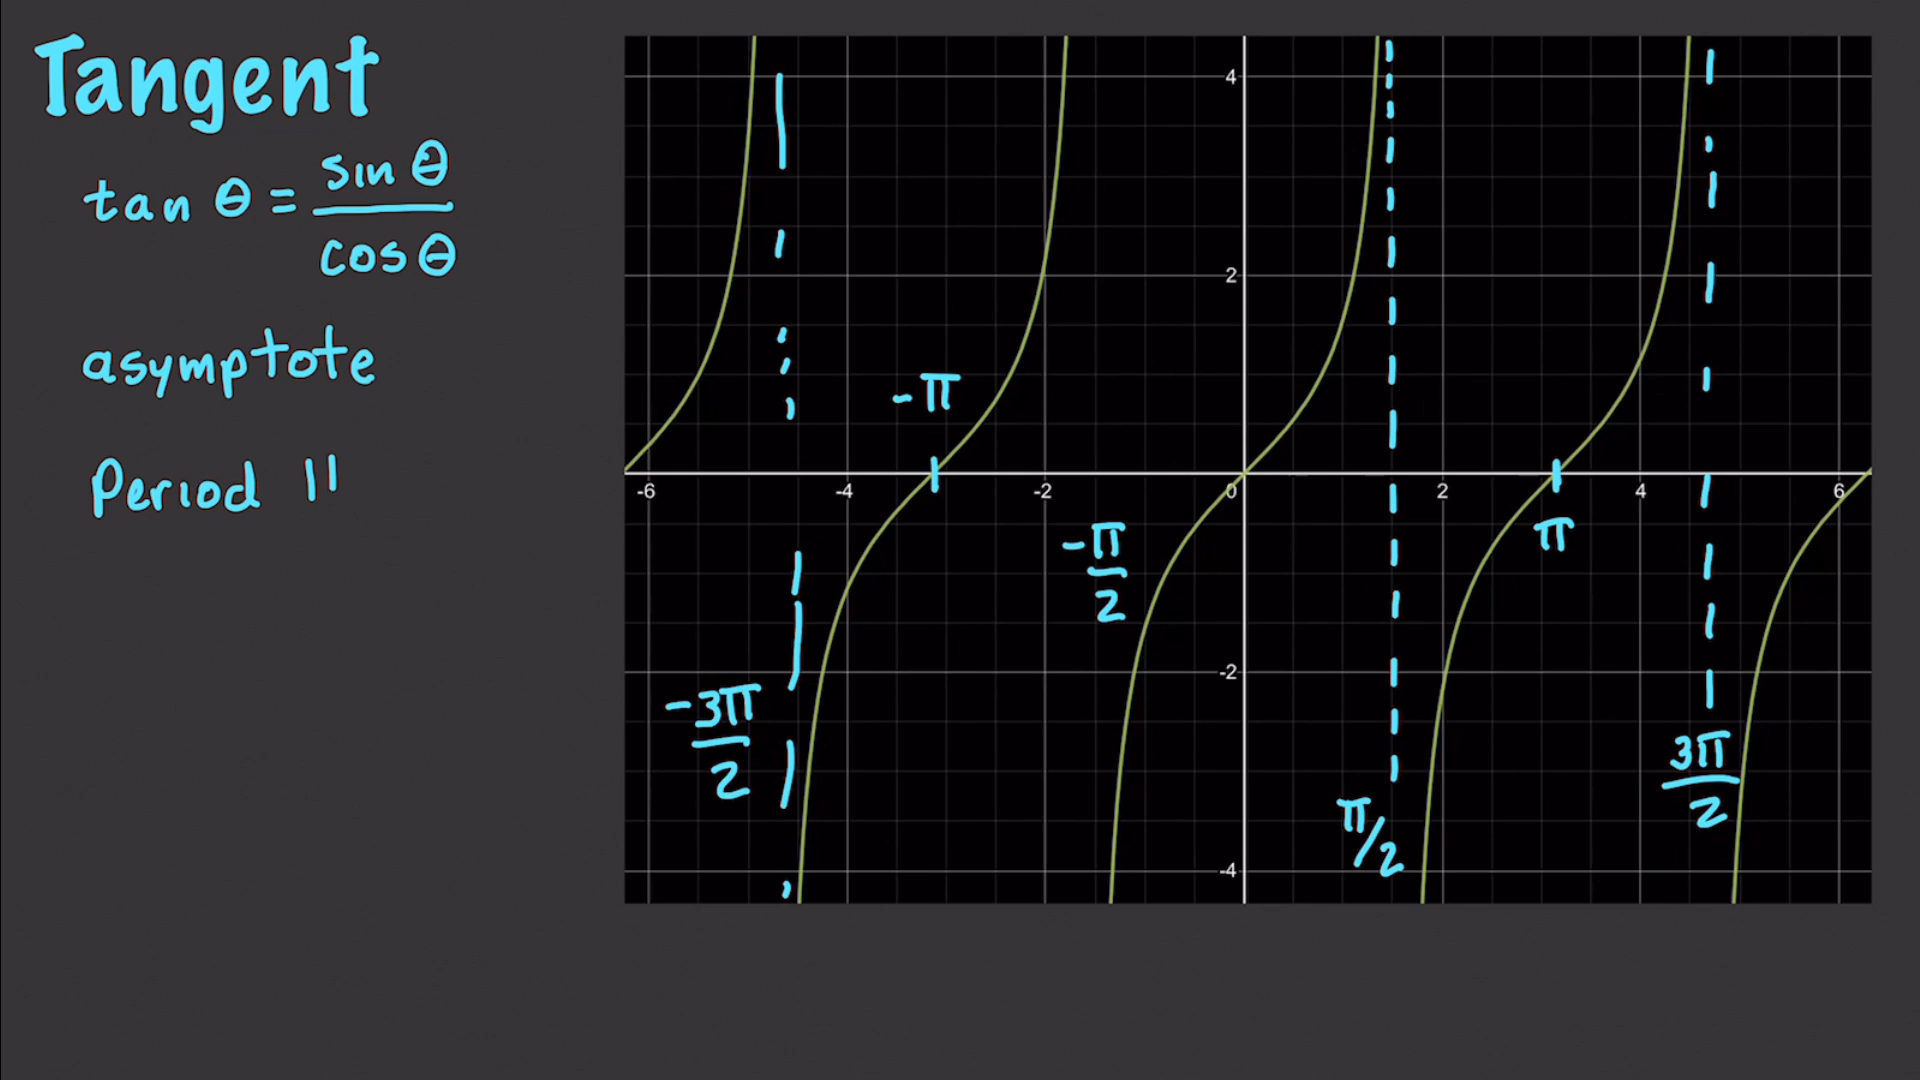 Tangent
tan θ = sin θ / cos θ
asymptote
Period 11
4
2
-π
-6 -4 -2 0 2 4 6
-π/2
π
-2
-3π/2
3π/2
π/2
-4